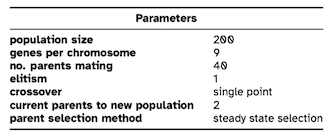 Parameters
population size 200
genes per chromosome 9
no. parents mating 40
elitism 1
crossover single point
current parents to new population 2
parent selection method steady state selection